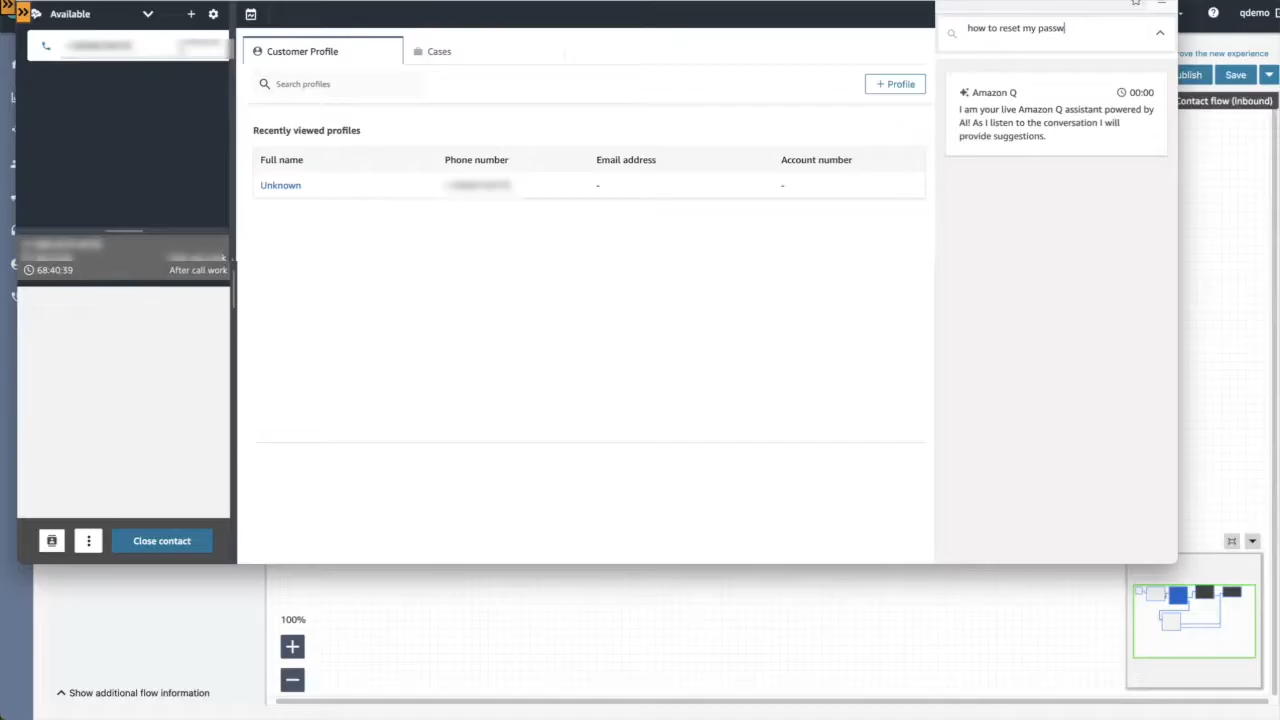 Available
how to reset my passw
qdemo
Customer Profile
Cases
rove the new experience
ublish
Save
Search profiles
+ Profile
Amazon Q
00:00
Contact flow (inbound)
I am your live Amazon Q assistant powered by
AI! As I listen to the conversation I will
provide suggestions.
Recently viewed profiles
Full name
Phone number
Email address
Account number
Unknown
-
-
68:40:39
After call work
Close contact
100%
Show additional flow information